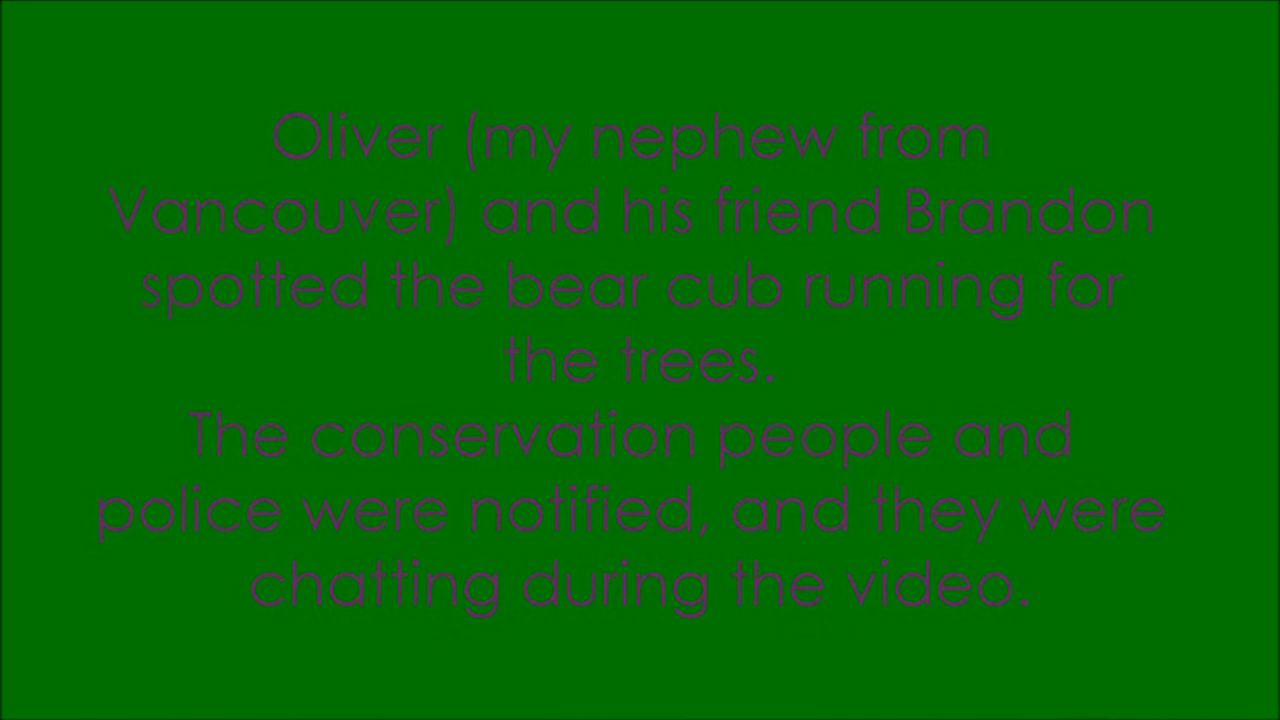 Oliver (my nephew from
Vancouver) and his friend Brandon
spotted the bear cub running for
the trees.
The conservation people and
police were notified, and they were
chatting during the video.